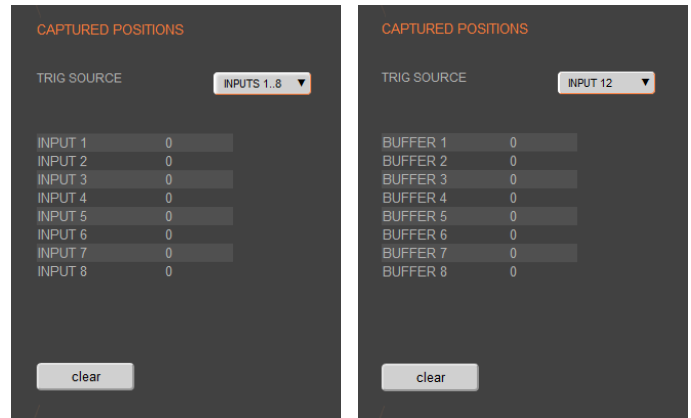 CAPTURED POSITIONS
TRIG SOURCE INPUTS 1..8 ▼
INPUT 1 0
INPUT 2 0
INPUT 3 0
INPUT 4 0
INPUT 5 0
INPUT 6 0
INPUT 7 0
INPUT 8 0
clear
CAPTURED POSITIONS
TRIG SOURCE INPUT 12 ▼
BUFFER 1 0
BUFFER 2 0
BUFFER 3 0
BUFFER 4 0
BUFFER 5 0
BUFFER 6 0
BUFFER 7 0
BUFFER 8 0
clear